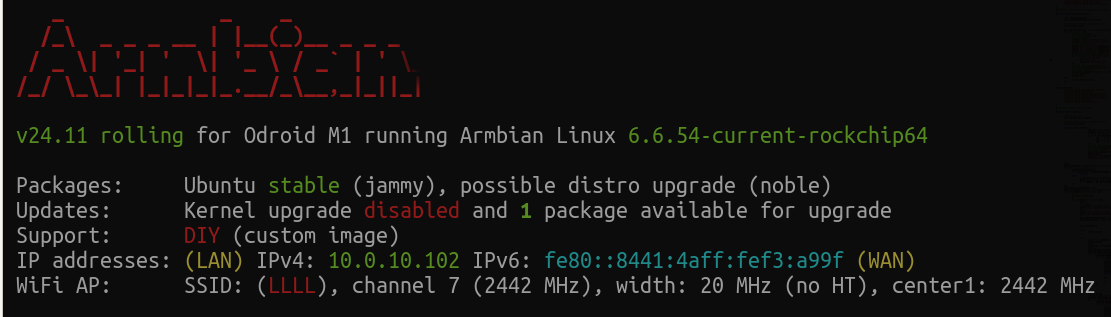 Armbian
v24.11 rolling for Odroid M1 running Armbian Linux 6.6.54-current-rockchip64
Packages: Ubuntu stable (jammy), possible distro upgrade (noble)
Updates: Kernel upgrade disabled and 1 package available for upgrade
Support: DIY (custom image)
IP addresses: (LAN) IPv4: 10.0.10.102 IPv6: fe80::8441:4aff:fef3:a99f (WAN)
WiFi AP: SSID: (LLLL), channel 7 (2442 MHz), width: 20 MHz (no HT), center1: 2442 MHz